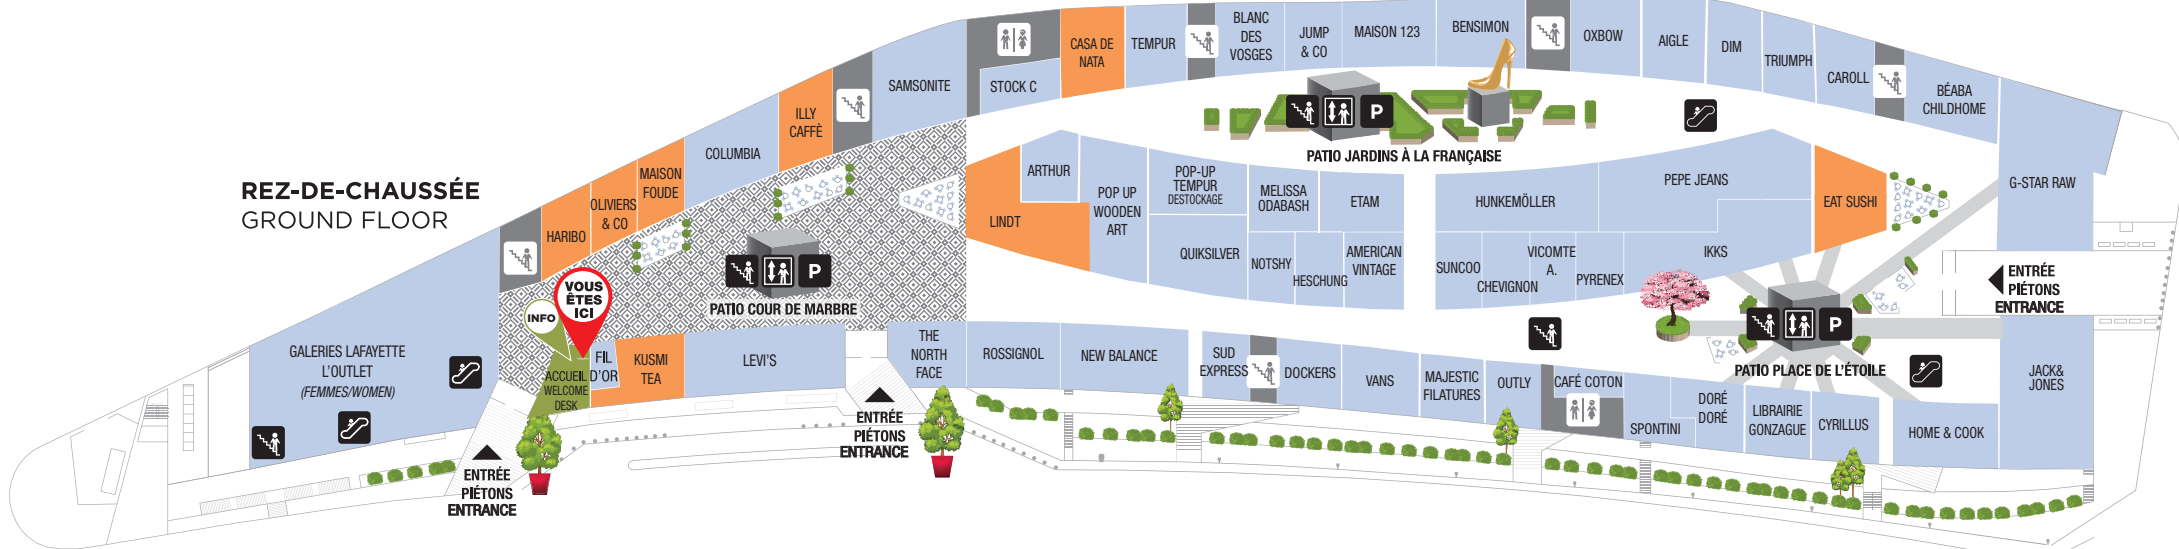 REZ-DE-CHAUSSÉE
GROUND FLOOR
GALERIES LAFAYETTE
L'OUTLET
(FEMMES/WOMEN)
HARIBO
OLIVIERS
& CO
MAISON
FOUDE
COLUMBIA
ILLY
CAFFÈ
SAMSONITE
STOCK C
CASA DE
NATA
TEMPUR
BLANC
DES
VOSGES
JUMP
& CO
MAISON 123
BENSIMON
OXBOW
AIGLE
DIM
TRIUMPH
CAROLL
BÉABA
CHILDHOME
G-STAR RAW
INFO
VOUS
ÊTES
ICI
P
PATIO COUR DE MARBRE
P
PATIO JARDINS À LA FRANÇAISE
LINDT
ARTHUR
POP UP
WOODEN
ART
POP-UP
TEMPUR
DESTOCKAGE
QUIKSILVER
MELISSA
ODABASH
NOTSHY
HESCHUNG
ETAM
AMERICAN
VINTAGE
HUNKEMÖLLER
PEPE JEANS
SUNCOO
CHEVIGNON
VICOMTE
A.
PYRENEX
IKKS
EAT SUSHI
P
PATIO PLACE DE L'ÉTOILE
ENTRÉE
PIÉTONS
ENTRANCE
ACCUEIL
WELCOME
DESK
FIL
D'OR
KUSMI
TEA
LEVI'S
THE
NORTH
FACE
ROSSIGNOL
NEW BALANCE
SUD
EXPRESS
DOCKERS
VANS
MAJESTIC
FILATURES
OUTLY
CAFÉ COTON
SPONTINI
DORÉ
DORÉ
LIBRAIRIE
GONZAGUE
CYRILLUS
HOME & COOK
JACK&
JONES
ENTRÉE
PIÉTONS
ENTRANCE
ENTRÉE
PIÉTONS
ENTRANCE